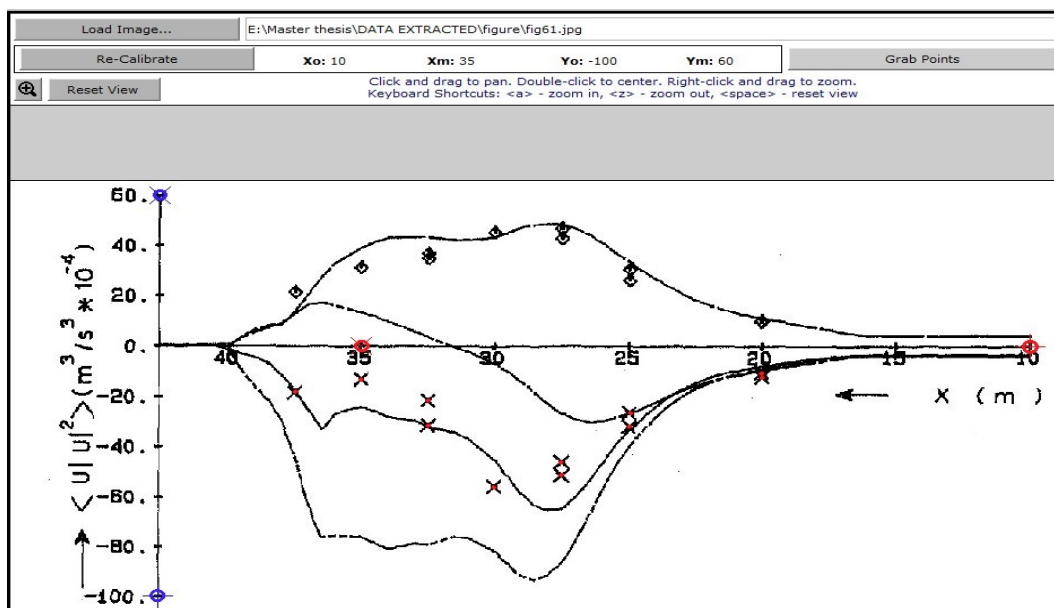 Load Image... E:\Master thesis\DATA EXTRACTED\figure\fig61.jpg
Re-Calibrate Xo: 10 Xm: 35 Yo: -100 Ym: 60 Grab Points
Reset View Click and drag to pan. Double-click to center. Right-click and drag to zoom.
Keyboard Shortcuts: <a> - zoom in, <z> - zoom out, <space> - reset view
60.
40.
20.
0.
-20.
-40.
-60.
-80.
-100.
40 35 30 25 20 15 10
← X (m)
→ <U|U|²>(m³/s³*10⁻⁴)